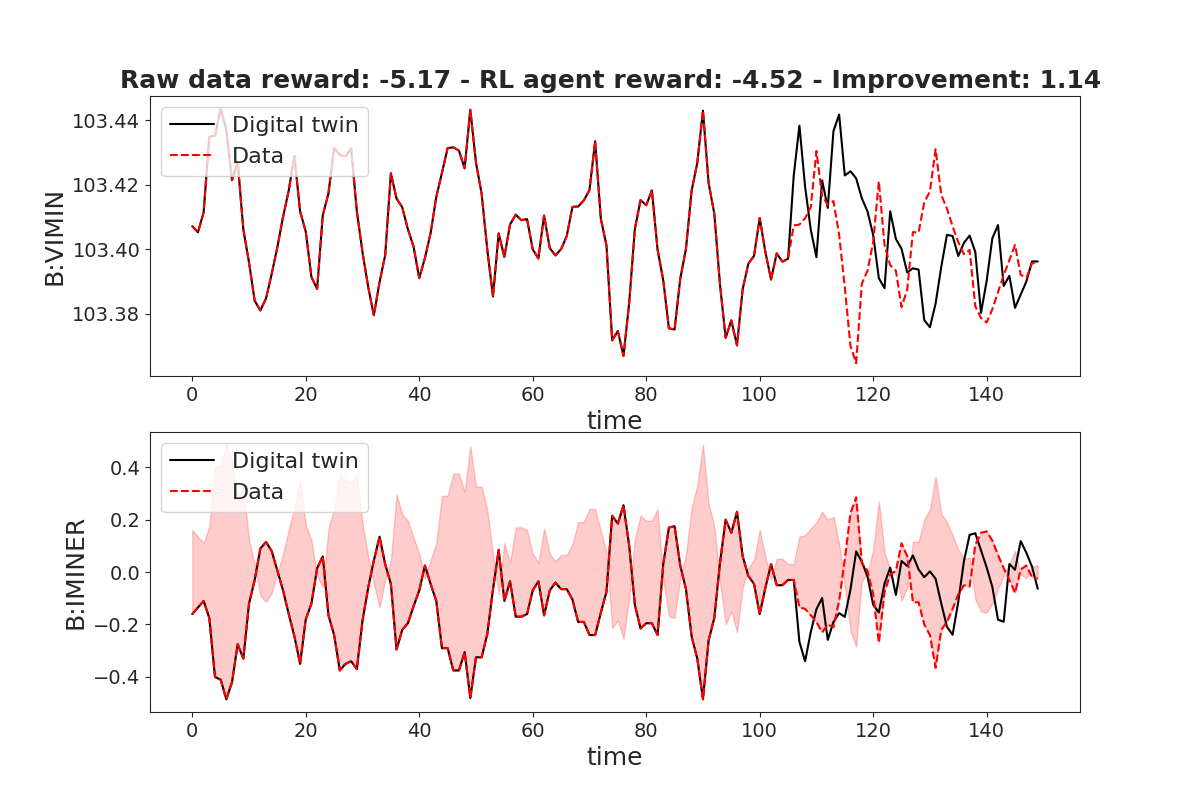 Raw data reward: -5.17 - RL agent reward: -4.52 - Improvement: 1.14
B:VIMIN
103.44
103.42
103.40
103.38
Digital twin
Data
0 20 40 60 80 100 120 140
time
B:IMINER
0.4
0.2
0.0
−0.2
−0.4
Digital twin
Data
0 20 40 60 80 100 120 140
time